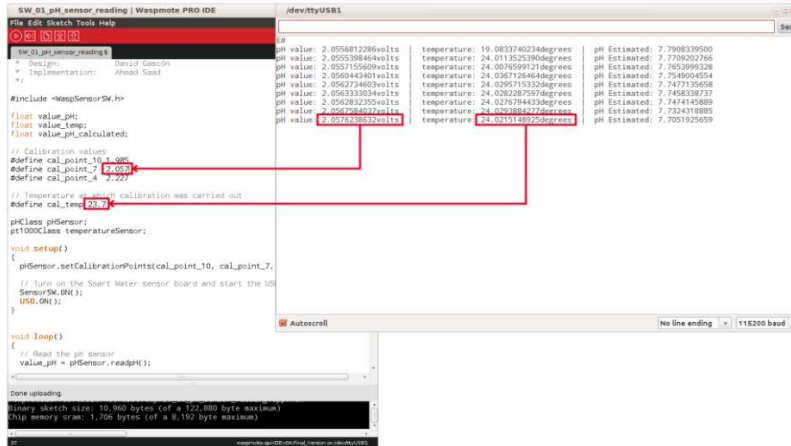 SW_01_pH_sensor_reading | Waspmote PRO IDE
File Edit Sketch Tools Help
SW_01_pH_sensor_reading §
* Design: David Gascón
* Implementation: Ahmad Saad
*/
#include <WaspSensorSW.h>
float value_pH;
float value_temp;
float value_pH_calculated;
// Calibration values
#define cal_point_10 1.985
#define cal_point_7 2.057
#define cal_point_4 2.227
// Temperature at which calibration was carried out
#define cal_temp 23.7
pHClass pHSensor;
pt1000Class temperatureSensor;
void setup()
{
pHSensor.setCalibrationPoints(cal_point_10, cal_point_7,
// Turn on the Smart Water sensor board and start the US
SensorSW.ON();
USB.ON();
}
void loop()
{
// Read the ph sensor
value_pH = pHSensor.readpH();
Done uploading.
Binary sketch size: 10,960 bytes (of a 122,880 byte maximum)
Chip memory sram: 1,706 bytes (of a 8,192 byte maximum)
37
/dev/ttyUSB1
Sen
E#
pH value: 2.0556812286volts | temperature: 19.0833740234degrees | pH Estimated: 7.7908339500
pH value: 2.0555398464volts | temperature: 24.0113525390degrees | pH Estimated: 7.7709202766
pH value: 2.0557155609volts | temperature: 24.0076599121degrees | pH Estimated: 7.7653999328
pH value: 2.0560443401volts | temperature: 24.0367126464degrees | pH Estimated: 7.7549004554
pH value: 2.0562734603volts | temperature: 24.0295715332degrees | pH Estimated: 7.7477135658
pH value: 2.0563333034volts | temperature: 24.0282287597degrees | pH Estimated: 7.7458338737
pH value: 2.0562832355volts | temperature: 24.0276794433degrees | pH Estimated: 7.7474145889
pH value: 2.0567584037volts | temperature: 24.0293884277degrees | pH Estimated: 7.7324318885
pH value: 2.0576238632volts | temperature: 24.0215148925degrees | pH Estimated: 7.7051925659
Autoscroll
No line ending
115200 baud